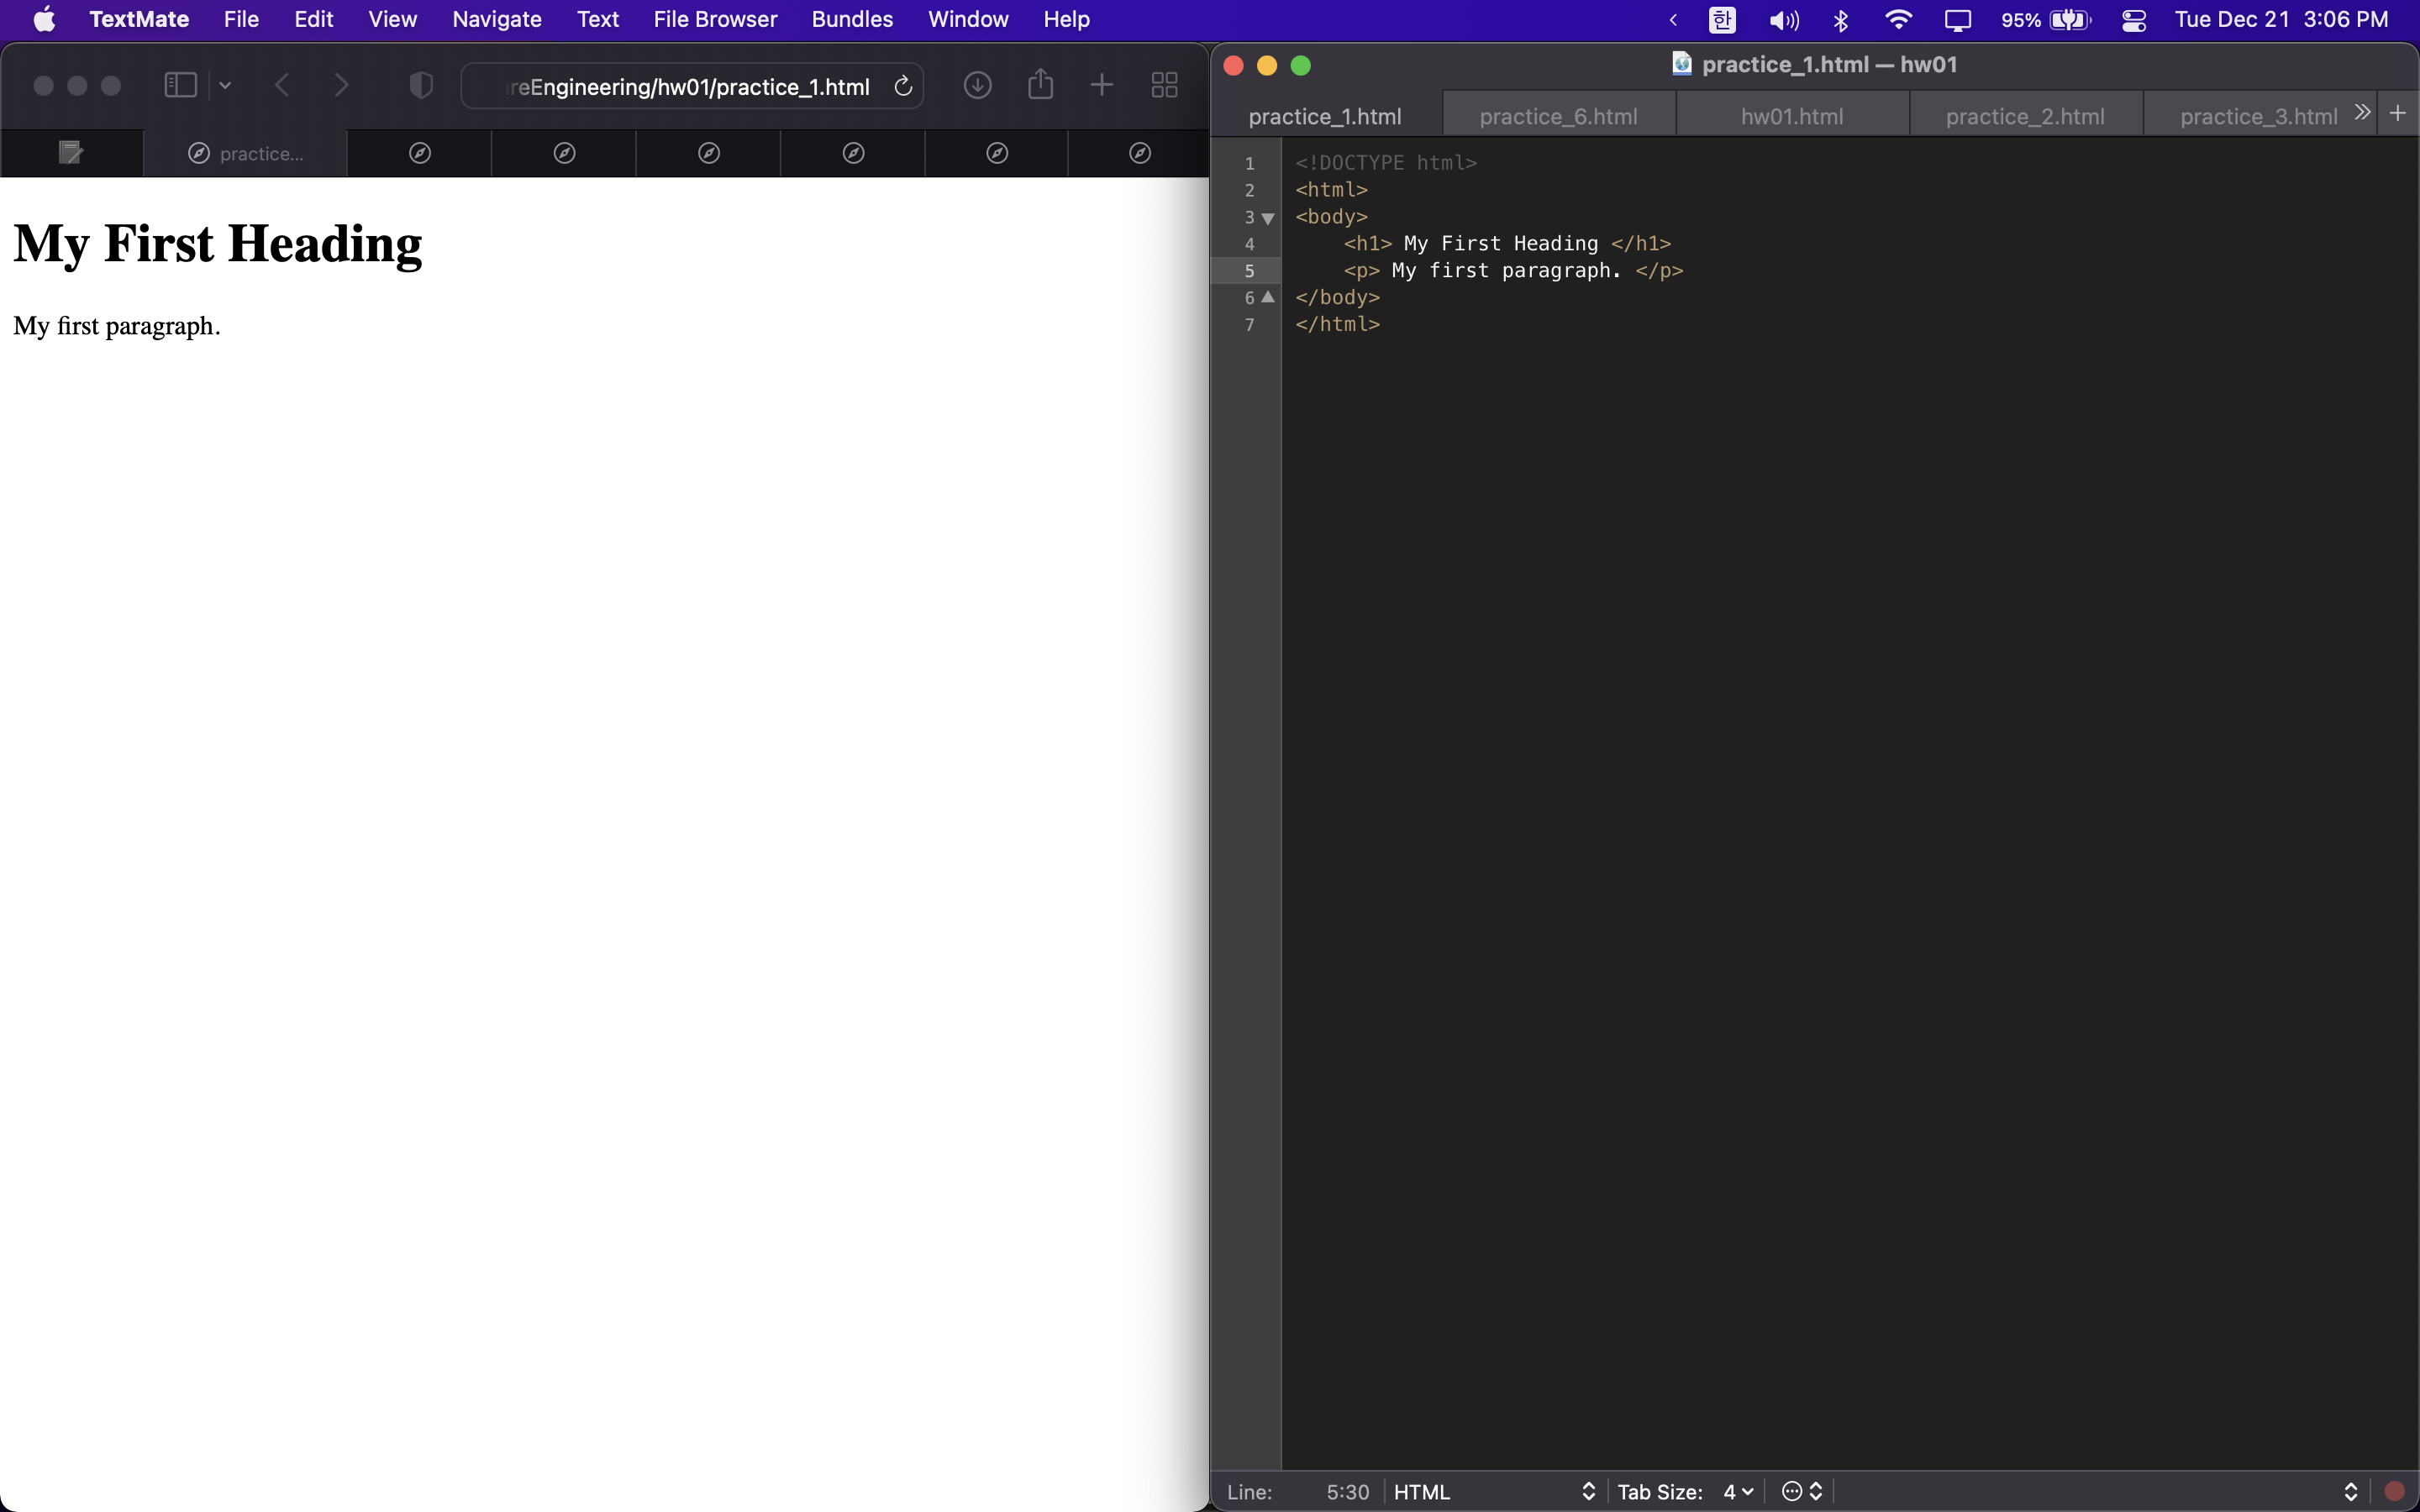 TextMate File Edit View Navigate Text File Browser Bundles Window Help 한 95% Tue Dec 21 3:06 PM
reEngineering/hw01/practice_1.html
practice...
My First Heading
My first paragraph.
practice_1.html — hw01
practice_1.html practice_6.html hw01.html practice_2.html practice_3.html
1 <!DOCTYPE html>
2 <html>
3 <body>
4 <h1> My First Heading </h1>
5 <p> My first paragraph. </p>
6 </body>
7 </html>
Line: 5:30 HTML Tab Size: 4